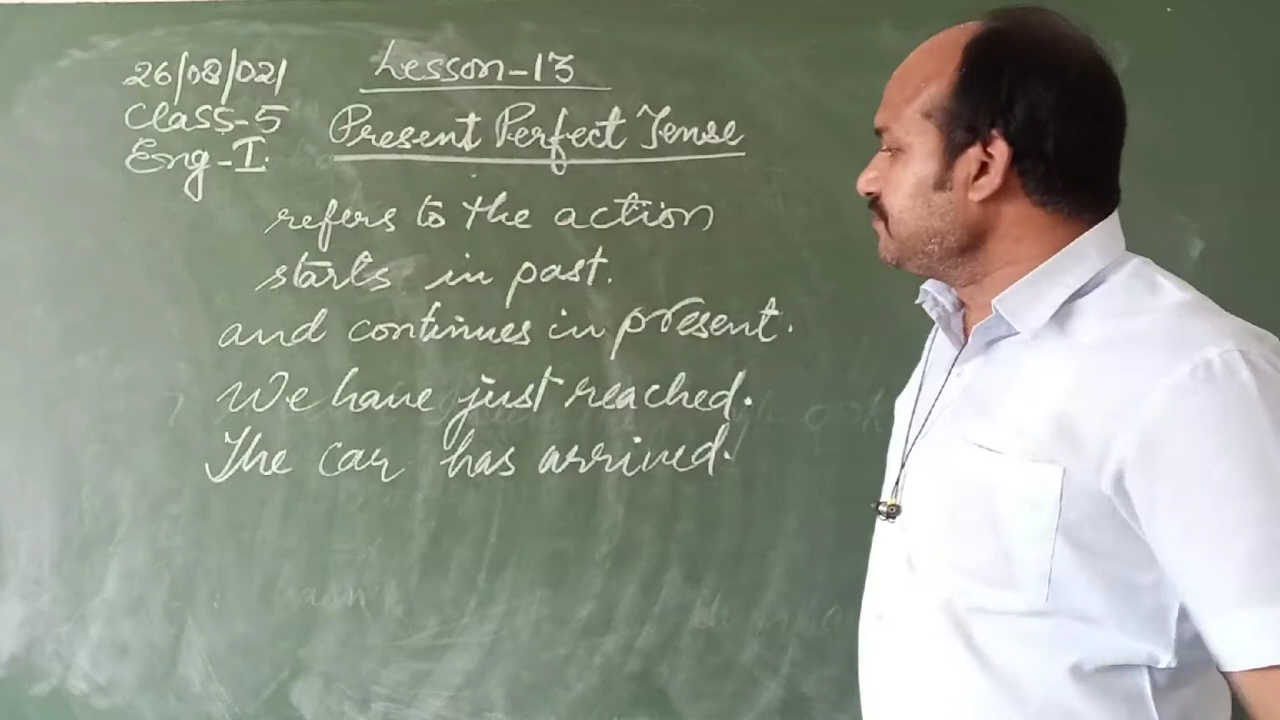 26/08/021
Class-5
Eng-I.
Lesson-13
Present Perfect Tense
refers to the action
starts in past.
and continues in present.
We have just reached.
The car has arrived.